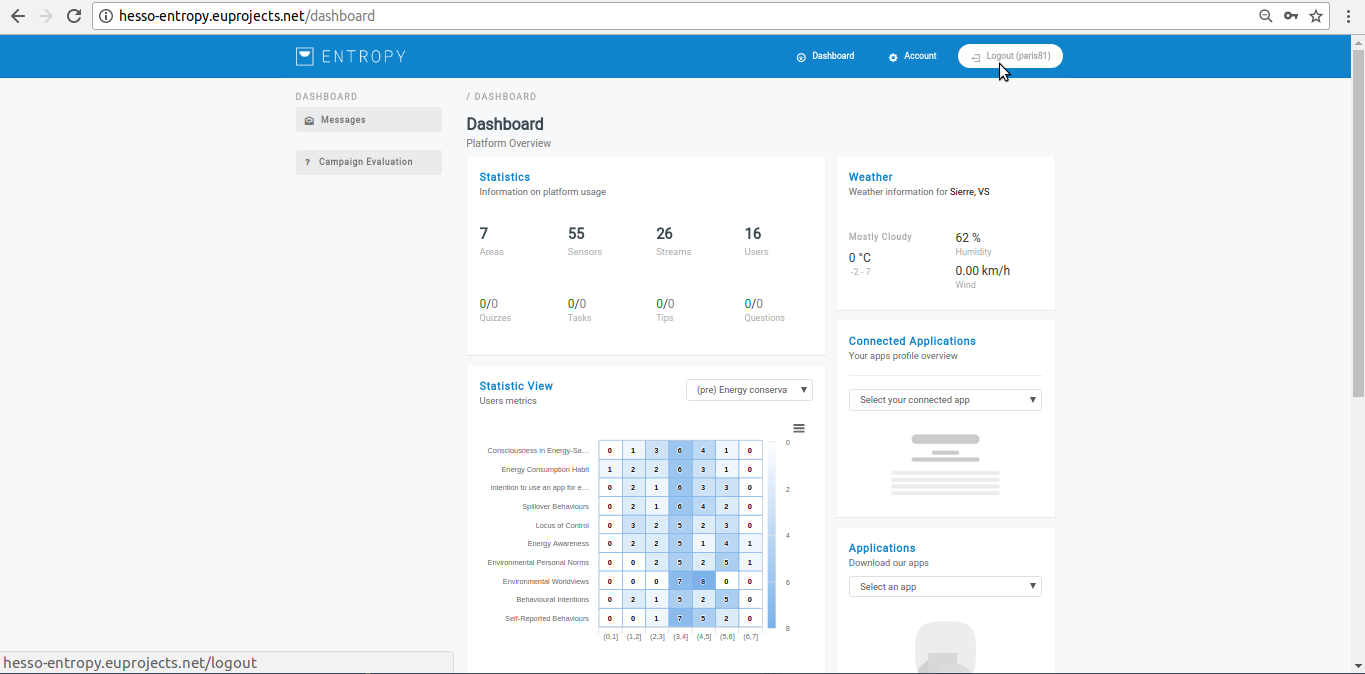 hesso-entropy.euprojects.net/dashboard
ENTROPY
Dashboard
Account
Logout (paris81)
DASHBOARD
Messages
? Campaign Evaluation
/ DASHBOARD
Dashboard
Platform Overview
Statistics
Information on platform usage
7 55 26 16
Areas Sensors Streams Users
0/0 0/0 0/0 0/0
Quizzes Tasks Tips Questions
Weather
Weather information for Sierre, VS
Mostly Cloudy
0 °C
-2 - 7
62 %
Humidity
0.00 km/h
Wind
Connected Applications
Your apps profile overview
Select your connected app
Statistic View
Users metrics
(pre) Energy conserva
Consciousness in Energy-Sa... 0 1 3 6 4 1 0
Energy Consumption Habit 1 2 2 6 3 1 0
Intention to use an app for e... 0 2 1 6 3 3 0
Spillover Behaviours 0 2 1 6 4 2 0
Locus of Control 0 3 2 5 2 3 0
Energy Awareness 0 2 2 5 1 4 1
Environmental Personal Norms 0 0 2 5 2 5 1
Environmental Worldviews 0 0 0 7 8 0 0
Behavioural Intentions 0 2 1 5 2 5 0
Self-Reported Behaviours 0 0 1 7 5 2 0
(0,1] (1,2] (2,3] (3,4] (4,5] (5,6] (6,7]
0
2
4
6
8
Applications
Download our apps
Select an app
hesso-entropy.euprojects.net/logout